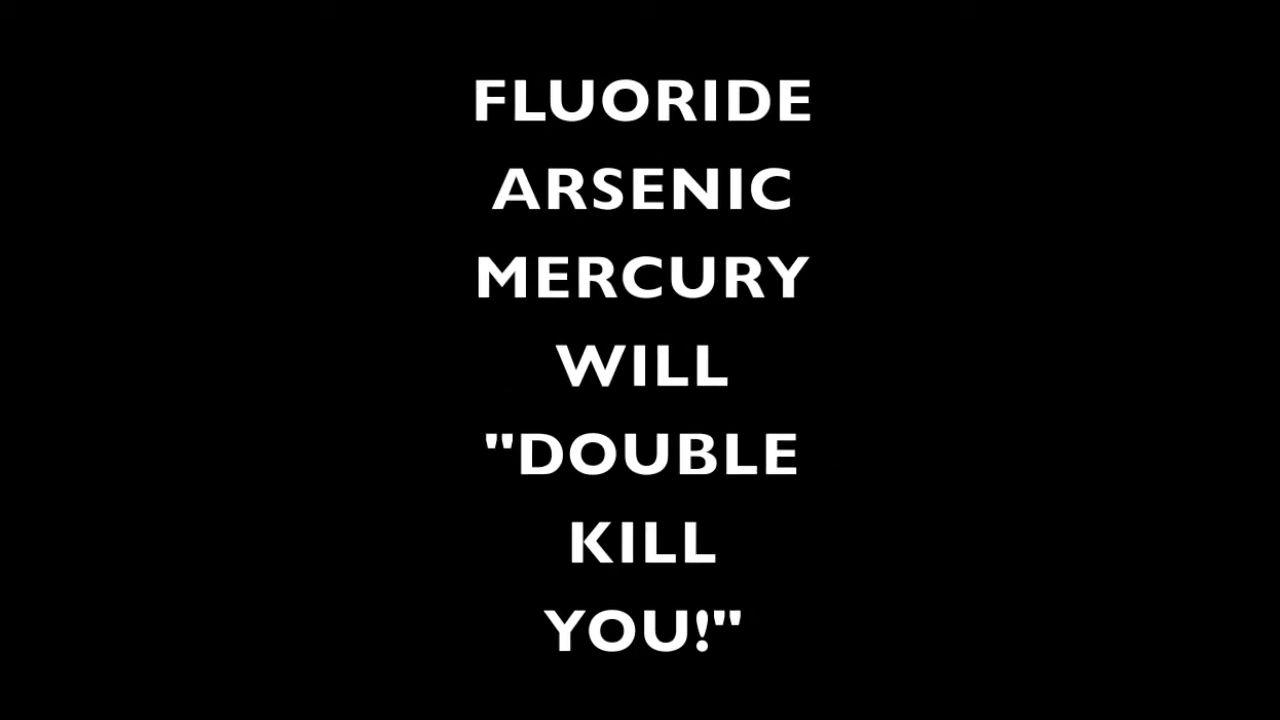 FLUORIDE
ARSENIC
MERCURY
WILL
"DOUBLE
KILL
YOU!"